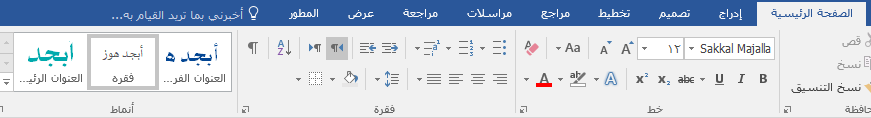 الصفحة الرئيسية إدراج تصميم تخطيط مراجع مراسلات مراجعة عرض المطور أخبرني بما تريد القيام به...
قص
نسخ
نسخ التنسيق
حافظة
Sakkal Majalla ١٢ Aa
B I U abc x₂ x² A ab A
خط
فقرة
أبجد ه أبجد هوز أبجد
العنوان الفر... فقره العنوان الرئي...
أنماط